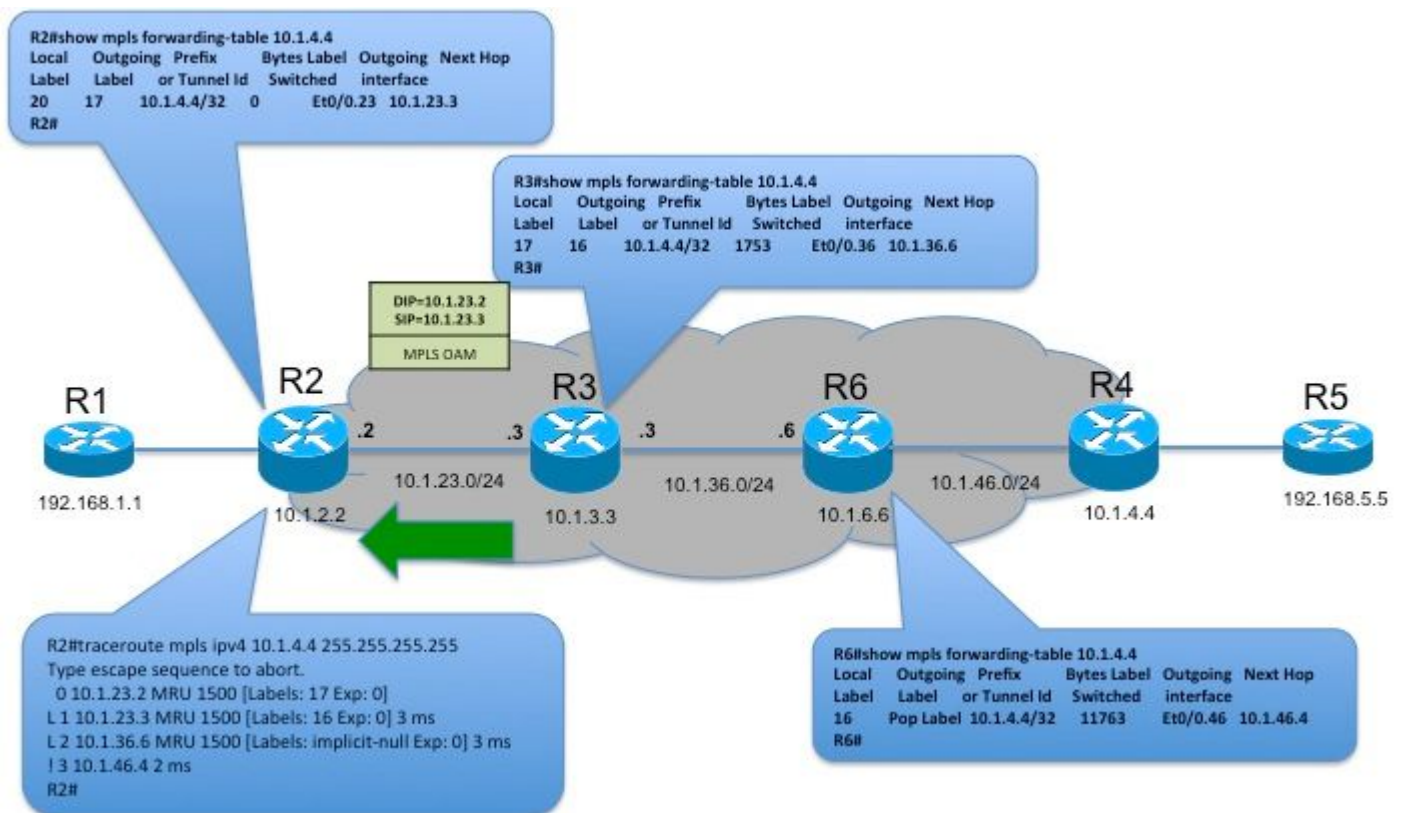 R2#show mpls forwarding-table 10.1.4.4
Local Outgoing Prefix Bytes Label Outgoing Next Hop
Label Label or Tunnel Id Switched interface
20 17 10.1.4.4/32 0 Et0/0.23 10.1.23.3
R2#
R3#show mpls forwarding-table 10.1.4.4
Local Outgoing Prefix Bytes Label Outgoing Next Hop
Label Label or Tunnel Id Switched interface
17 16 10.1.4.4/32 1753 Et0/0.36 10.1.36.6
R3#
DIP=10.1.23.2
SIP=10.1.23.3
MPLS OAM
R1
R2
R3
R6
R4
R5
.2
.3
.3
.6
10.1.23.0/24
10.1.36.0/24
10.1.46.0/24
192.168.1.1
10.1.2.2
10.1.3.3
10.1.6.6
10.1.4.4
192.168.5.5
R2#traceroute mpls ipv4 10.1.4.4 255.255.255.255
Type escape sequence to abort.
0 10.1.23.2 MRU 1500 [Labels: 17 Exp: 0]
L 1 10.1.23.3 MRU 1500 [Labels: 16 Exp: 0] 3 ms
L 2 10.1.36.6 MRU 1500 [Labels: implicit-null Exp: 0] 3 ms
! 3 10.1.46.4 2 ms
R2#
R6#show mpls forwarding-table 10.1.4.4
Local Outgoing Prefix Bytes Label Outgoing Next Hop
Label Label or Tunnel Id Switched interface
16 Pop Label 10.1.4.4/32 11763 Et0/0.46 10.1.46.4
R6#